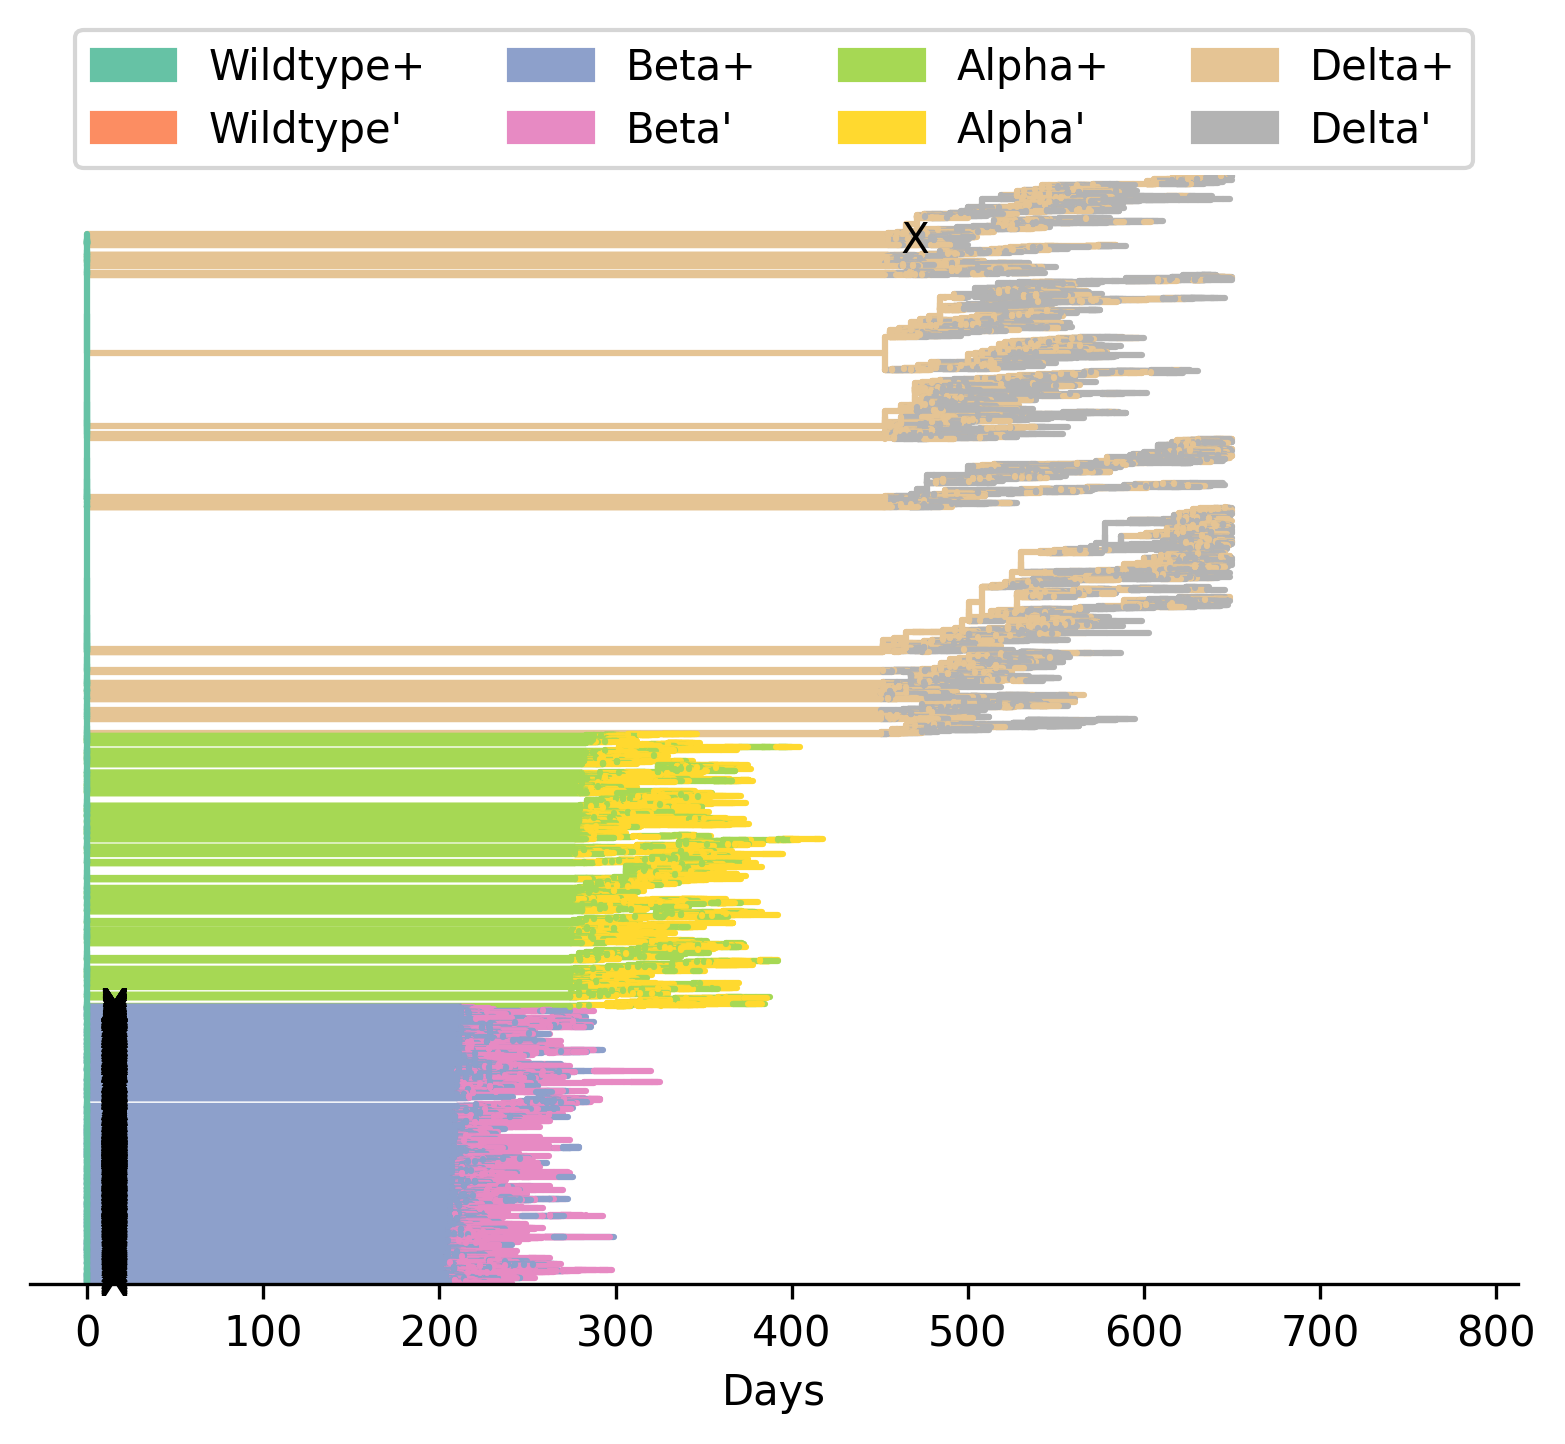 Wildtype+ Beta+ Alpha+ Delta+
Wildtype' Beta' Alpha' Delta'
X
0 100 200 300 400 500 600 700 800
Days